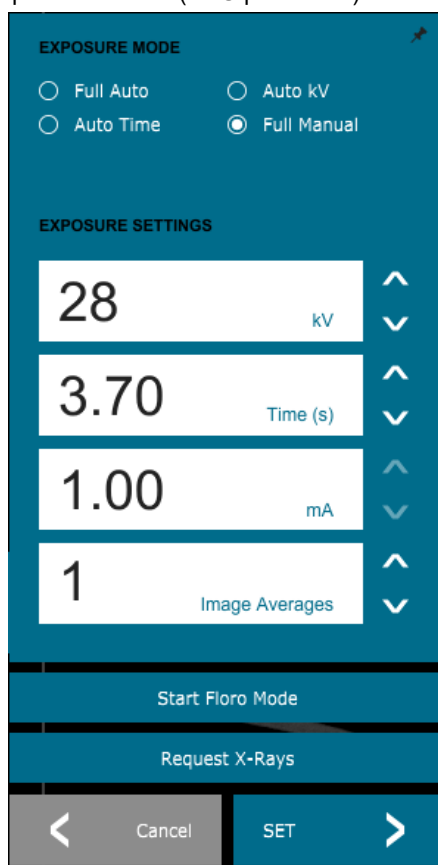 EXPOSURE MODE
Full Auto
Auto kV
Auto Time
Full Manual
EXPOSURE SETTINGS
28
kV
3.70
Time (s)
1.00
mA
1
Image Averages
Start Floro Mode
Request X-Rays
Cancel
SET